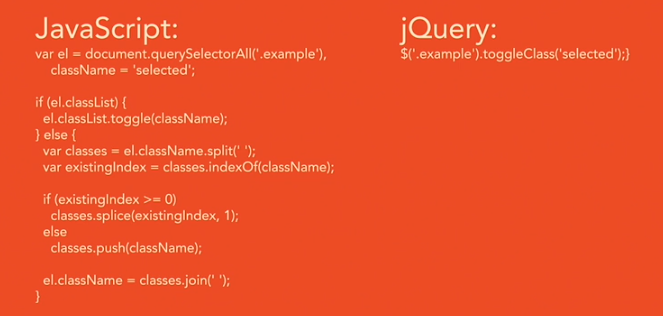 JavaScript:
var el = document.querySelectorAll('.example'),
className = 'selected';
if (el.classList) {
el.classList.toggle(className);
} else {
var classes = el.className.split(' ');
var existingIndex = classes.indexOf(className);
if (existingIndex >= 0)
classes.splice(existingIndex, 1);
else
classes.push(className);
el.className = classes.join(' ');
}
jQuery:
$('.example').toggleClass('selected');}